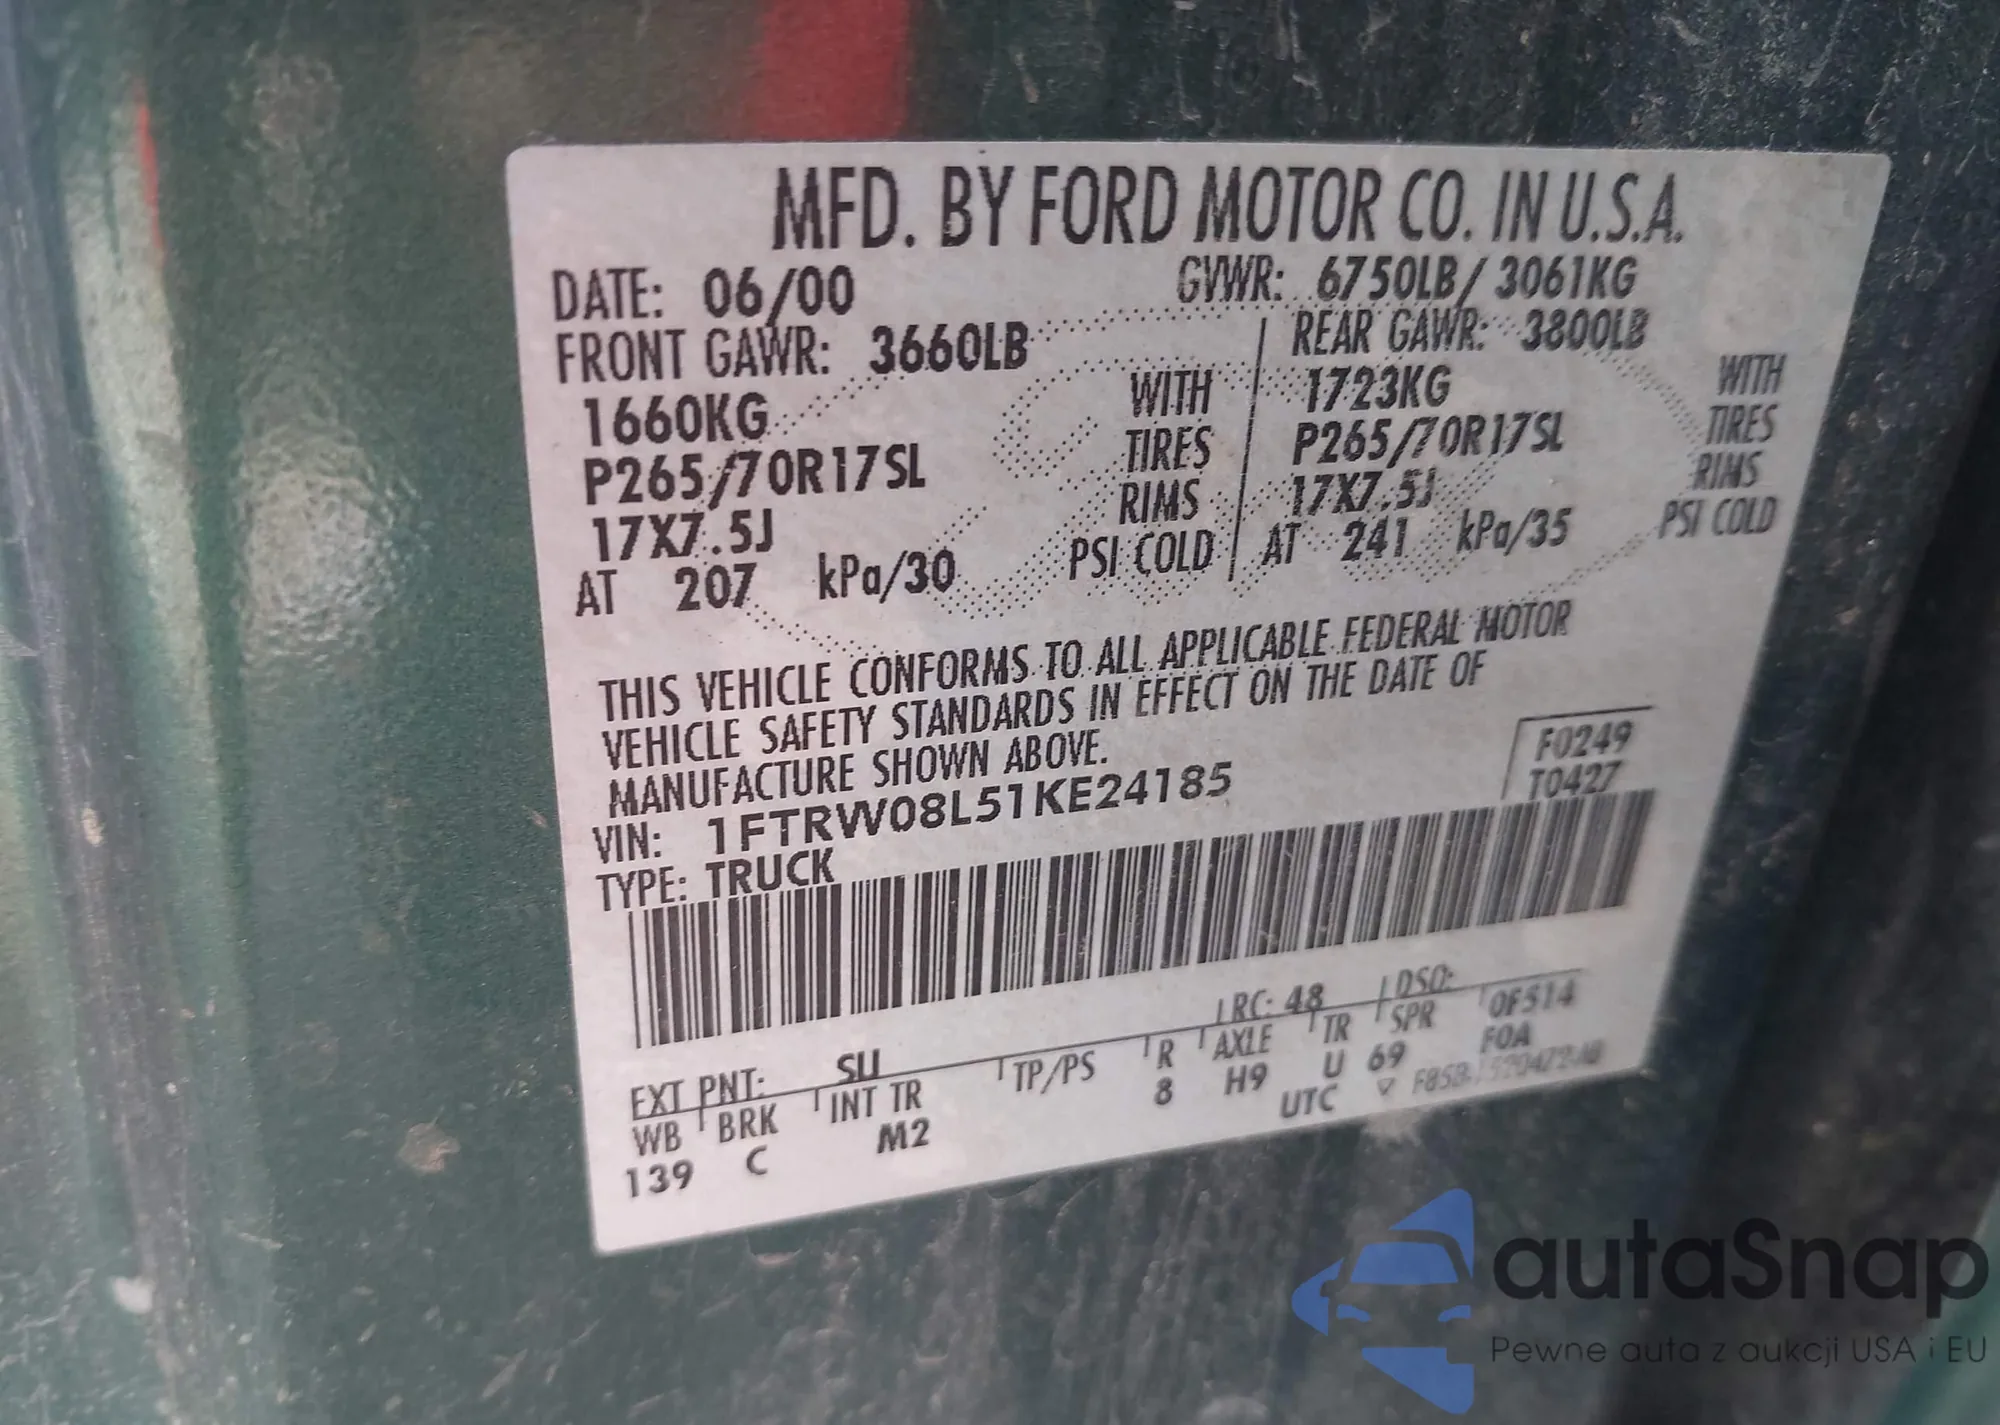 MFD. BY FORD MOTOR CO. IN U.S.A.
DATE: 06/00 GVWR: 6750LB / 3061KG
FRONT GAWR: 3660LB REAR GAWR: 3800LB
1660KG WITH 1723KG WITH
P265/70R17SL TIRES P265/70R17SL TIRES
17X7.5J RIMS 17X7.5J RIMS
AT 207 kPa/30 PSI COLD AT 241 kPa/35 PSI COLD
THIS VEHICLE CONFORMS TO ALL APPLICABLE FEDERAL MOTOR
VEHICLE SAFETY STANDARDS IN EFFECT ON THE DATE OF
MANUFACTURE SHOWN ABOVE.
F0249
T0427
VIN: 1FTRW08L51KE24185
TYPE: TRUCK
EXT PNT: SU RC: 48 DSO:
WB BRK INT TR TP/PS R AXLE TR SPR 0F514
139 C M2 8 H9 U 69 F0A
UTC
autaSnap
Pewne auta z aukcji USA i EU